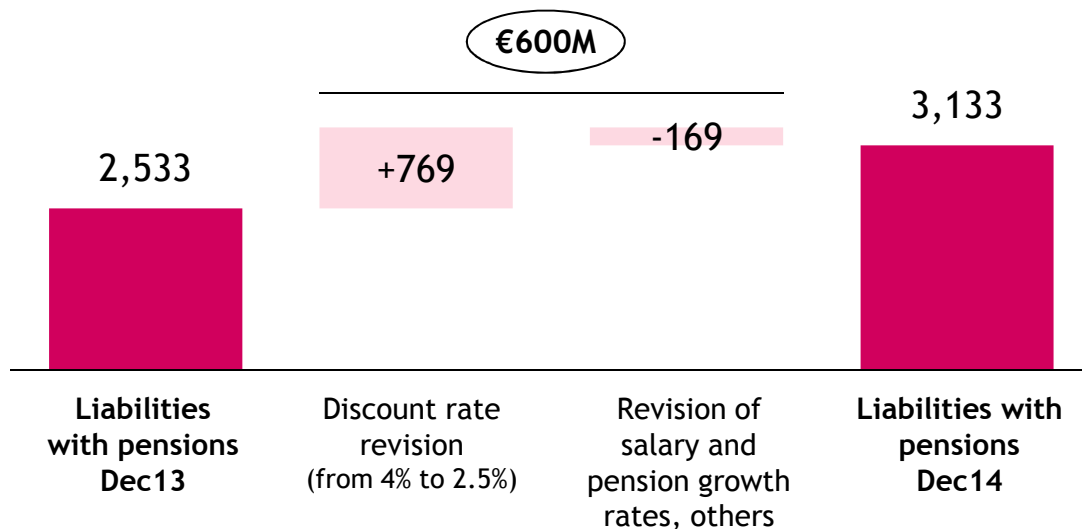 €600M
2,533
+769
-169
3,133
Liabilities
with pensions
Dec13
Discount rate
revision
(from 4% to 2.5%)
Revision of
salary and
pension growth
rates, others
Liabilities with
pensions
Dec14